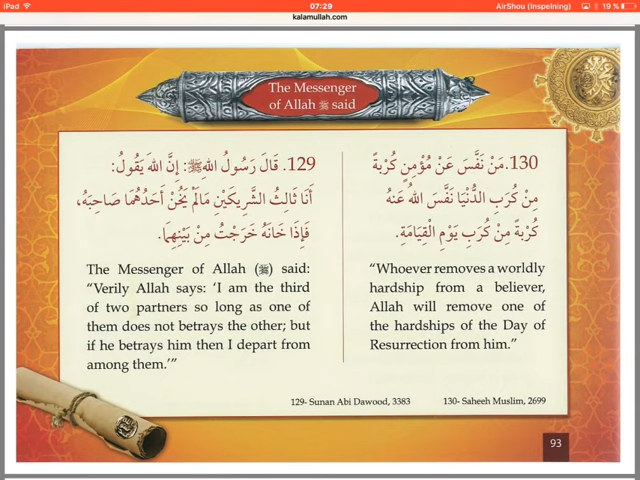 iPad
07:29
AirShou (Inspelning)
19 %
kalamullah.com
The Messenger
of Allah ﷺ said
129. قَالَ رَسُولُ اللهِ ﷺ: إِنَّ اللهَ يَقُولُ:
أَنَا ثَالِثُ الشَّرِيكَيْنِ مَا لَمْ يَخُنْ أَحَدُهُمَا صَاحِبَهُ،
فَإِذَا خَانَهُ خَرَجْتُ مِنْ بَيْنِهِمَا.
The Messenger of Allah (ﷺ) said:
“Verily Allah says: ‘I am the third
of two partners so long as one of
them does not betrays the other; but
if he betrays him then I depart from
among them.’”
130. مَنْ نَفَّسَ عَنْ مُؤْمِنٍ كُرْبَةً
مِنْ كُرَبِ الدُّنْيَا نَفَّسَ اللهُ عَنهُ
كُرْبَةً مِنْ كُرَبِ يَوْمِ الْقِيَامَةِ.
“Whoever removes a worldly
hardship from a believer,
Allah will remove one of
the hardships of the Day of
Resurrection from him.”
129- Sunan Abi Dawood, 3383
130- Saheeh Muslim, 2699
93